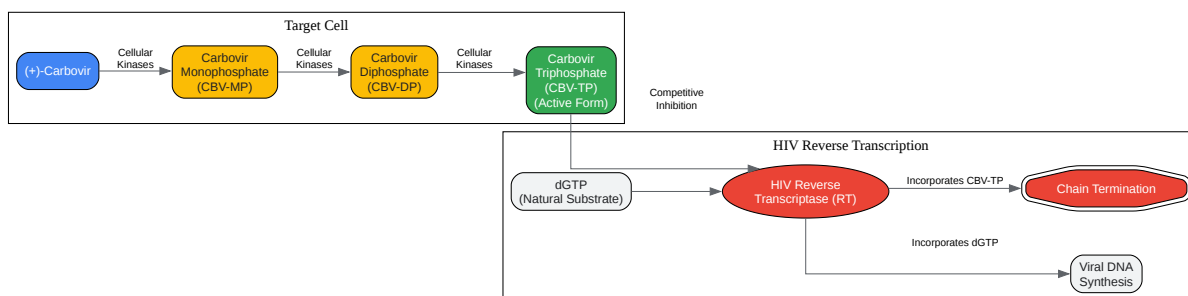 Target Cell
(+)-Carbovir
Cellular
Kinases
Carbovir
Monophosphate
(CBV-MP)
Cellular
Kinases
Carbovir
Diphosphate
(CBV-DP)
Cellular
Kinases
Carbovir
Triphosphate
(CBV-TP)
(Active Form)
Competitive
Inhibition
HIV Reverse Transcription
dGTP
(Natural Substrate)
HIV Reverse
Transcriptase (RT)
Incorporates CBV-TP
Chain Termination
Incorporates dGTP
Viral DNA
Synthesis